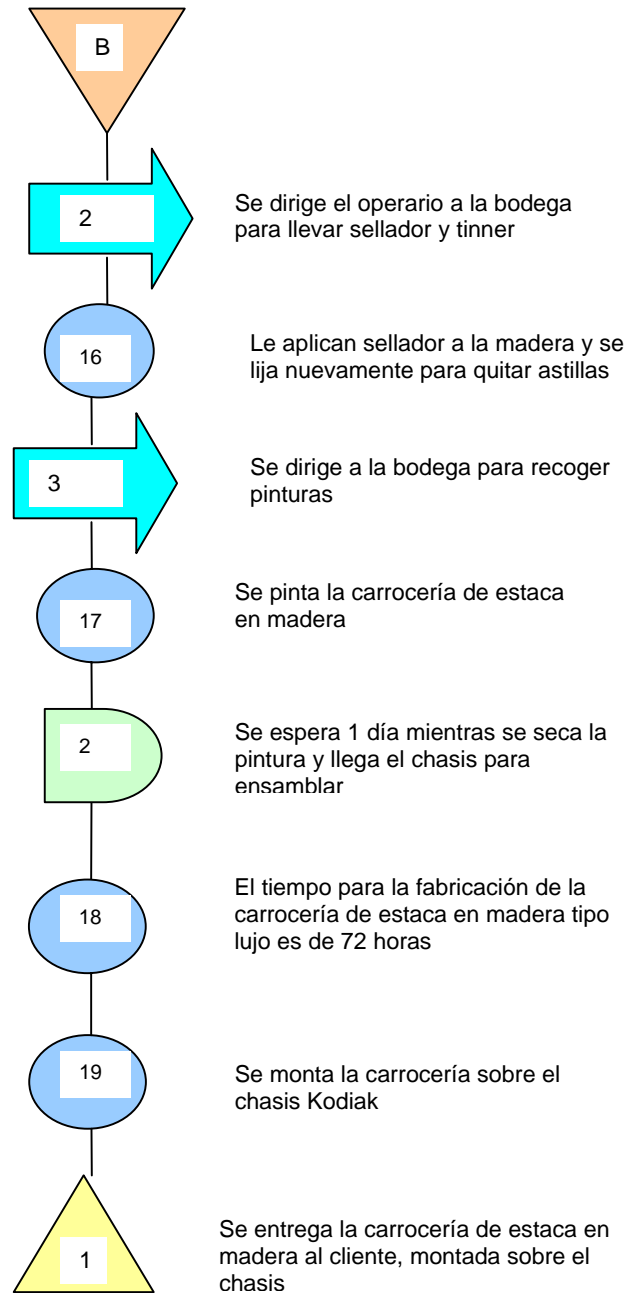 B
2
Se dirige el operario a la bodega
para llevar sellador y tinner
16
Le aplican sellador a la madera y se
lija nuevamente para quitar astillas
3
Se dirige a la bodega para recoger
pinturas
17
Se pinta la carrocería de estaca
en madera
2
Se espera 1 día mientras se seca la
pintura y llega el chasis para
ensamblar
18
El tiempo para la fabricación de la
carrocería de estaca en madera tipo
lujo es de 72 horas
19
Se monta la carrocería sobre el
chasis Kodiak
1
Se entrega la carrocería de estaca en
madera al cliente, montada sobre el
chasis